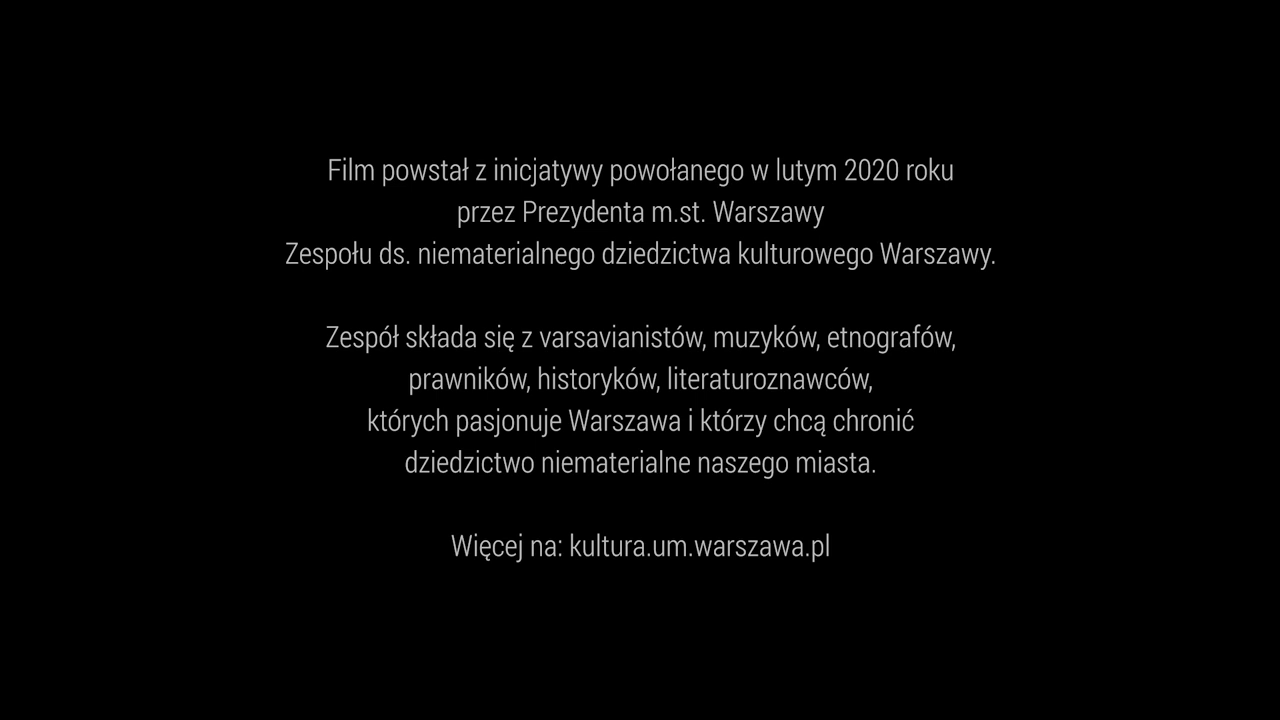 Film powstał z inicjatywy powołanego w lutym 2020 roku
przez Prezydenta m.st. Warszawy
Zespołu ds. niematerialnego dziedzictwa kulturowego Warszawy.
Zespół składa się z varsavianistów, muzyków, etnografów,
prawników, historyków, literaturoznawców,
których pasjonuje Warszawa i którzy chcą chronić
dziedzictwo niematerialne naszego miasta.
Więcej na: kultura.um.warszawa.pl